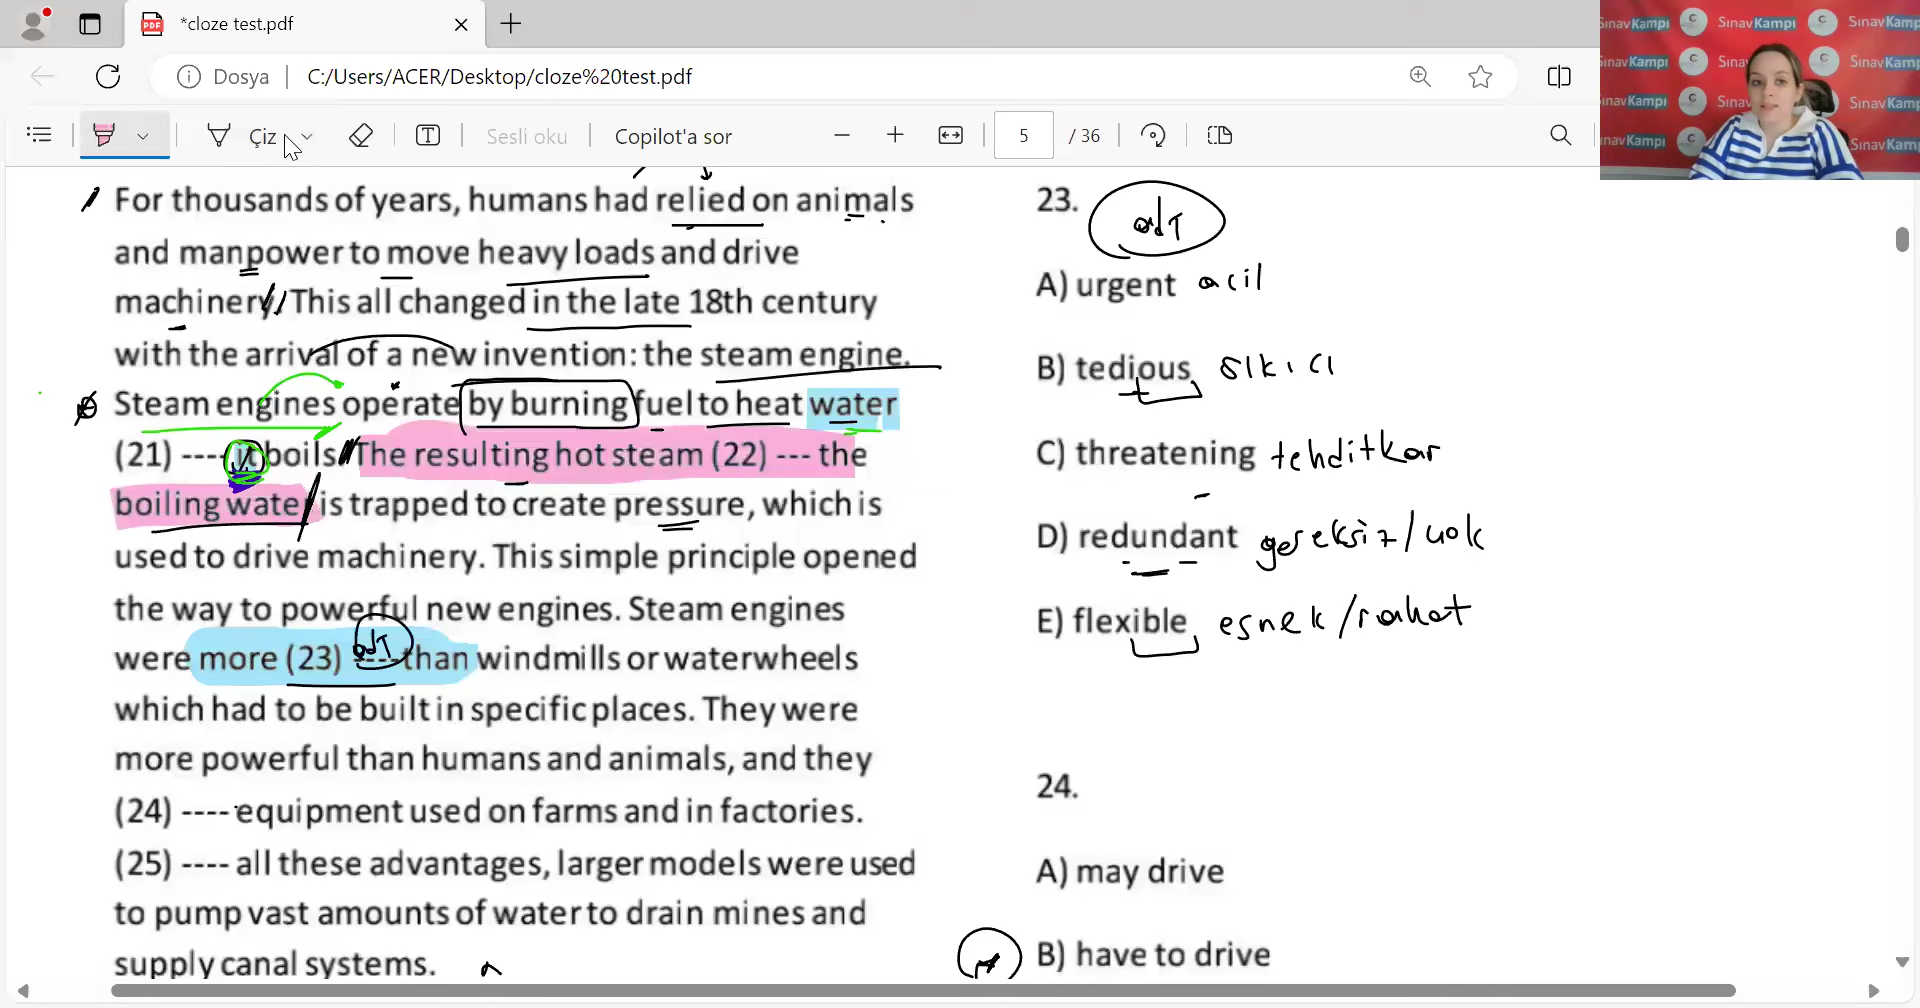 *cloze test.pdf
Dosya
C:/Users/ACER/Desktop/cloze%20test.pdf
Çiz
Sesli oku
Copilot'a sor
5 / 36
SınavKampı
For thousands of years, humans had relied on animals
and manpower to move heavy loads and drive
machinery. This all changed in the late 18th century
with the arrival of a new invention: the steam engine.
Steam engines operate by burning fuel to heat water
(21) ---- it boils. The resulting hot steam (22) --- the
boiling water is trapped to create pressure, which is
used to drive machinery. This simple principle opened
the way to powerful new engines. Steam engines
adT
were more (23) ---- than windmills or waterwheels
which had to be built in specific places. They were
more powerful than humans and animals, and they
(24) ---- equipment used on farms and in factories.
(25) ---- all these advantages, larger models were used
to pump vast amounts of water to drain mines and
supply canal systems.
23. adT
A) urgent acil
B) tedious sıkıcı
C) threatening tehditkar
D) redundant gereksiz/
E) flexible esnek/rahat
24.
A) may drive
B) have to drive